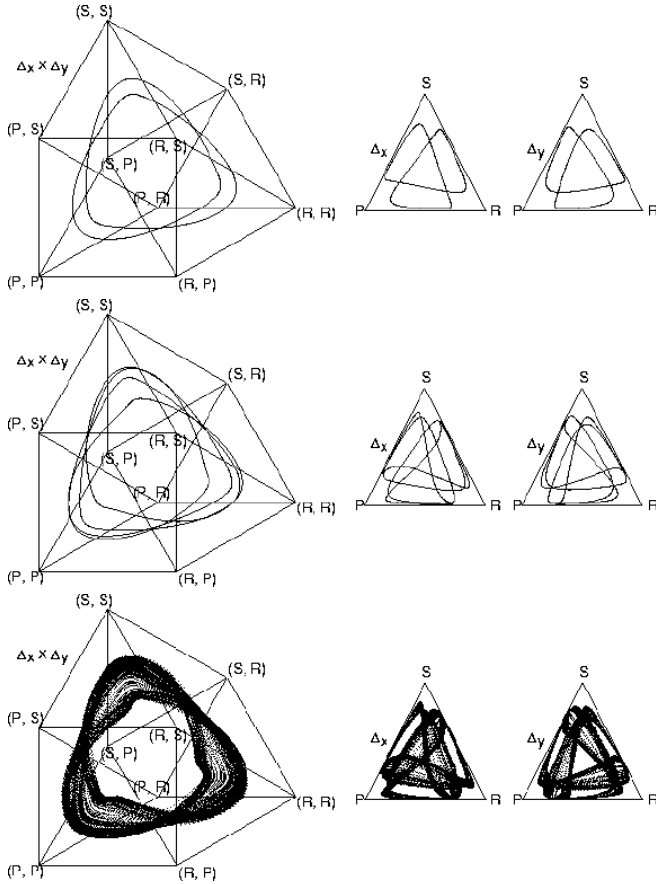 (S, S)
Δx × Δy
(S, R)
(P, S)
(R, S)
(S, P)
(P, R)
(R, R)
(P, P)
(R, P)
S
Δx
P
R
S
Δy
P
R
(S, S)
Δx × Δy
(S, R)
(P, S)
(R, S)
(S, P)
(P, R)
(R, R)
(P, P)
(R, P)
S
Δx
P
R
S
Δy
P
R
(S, S)
Δx × Δy
(S, R)
(P, S)
(R, S)
(S, P)
(P, R)
(R, R)
(P, P)
(R, P)
S
Δx
P
R
S
Δy
P
R